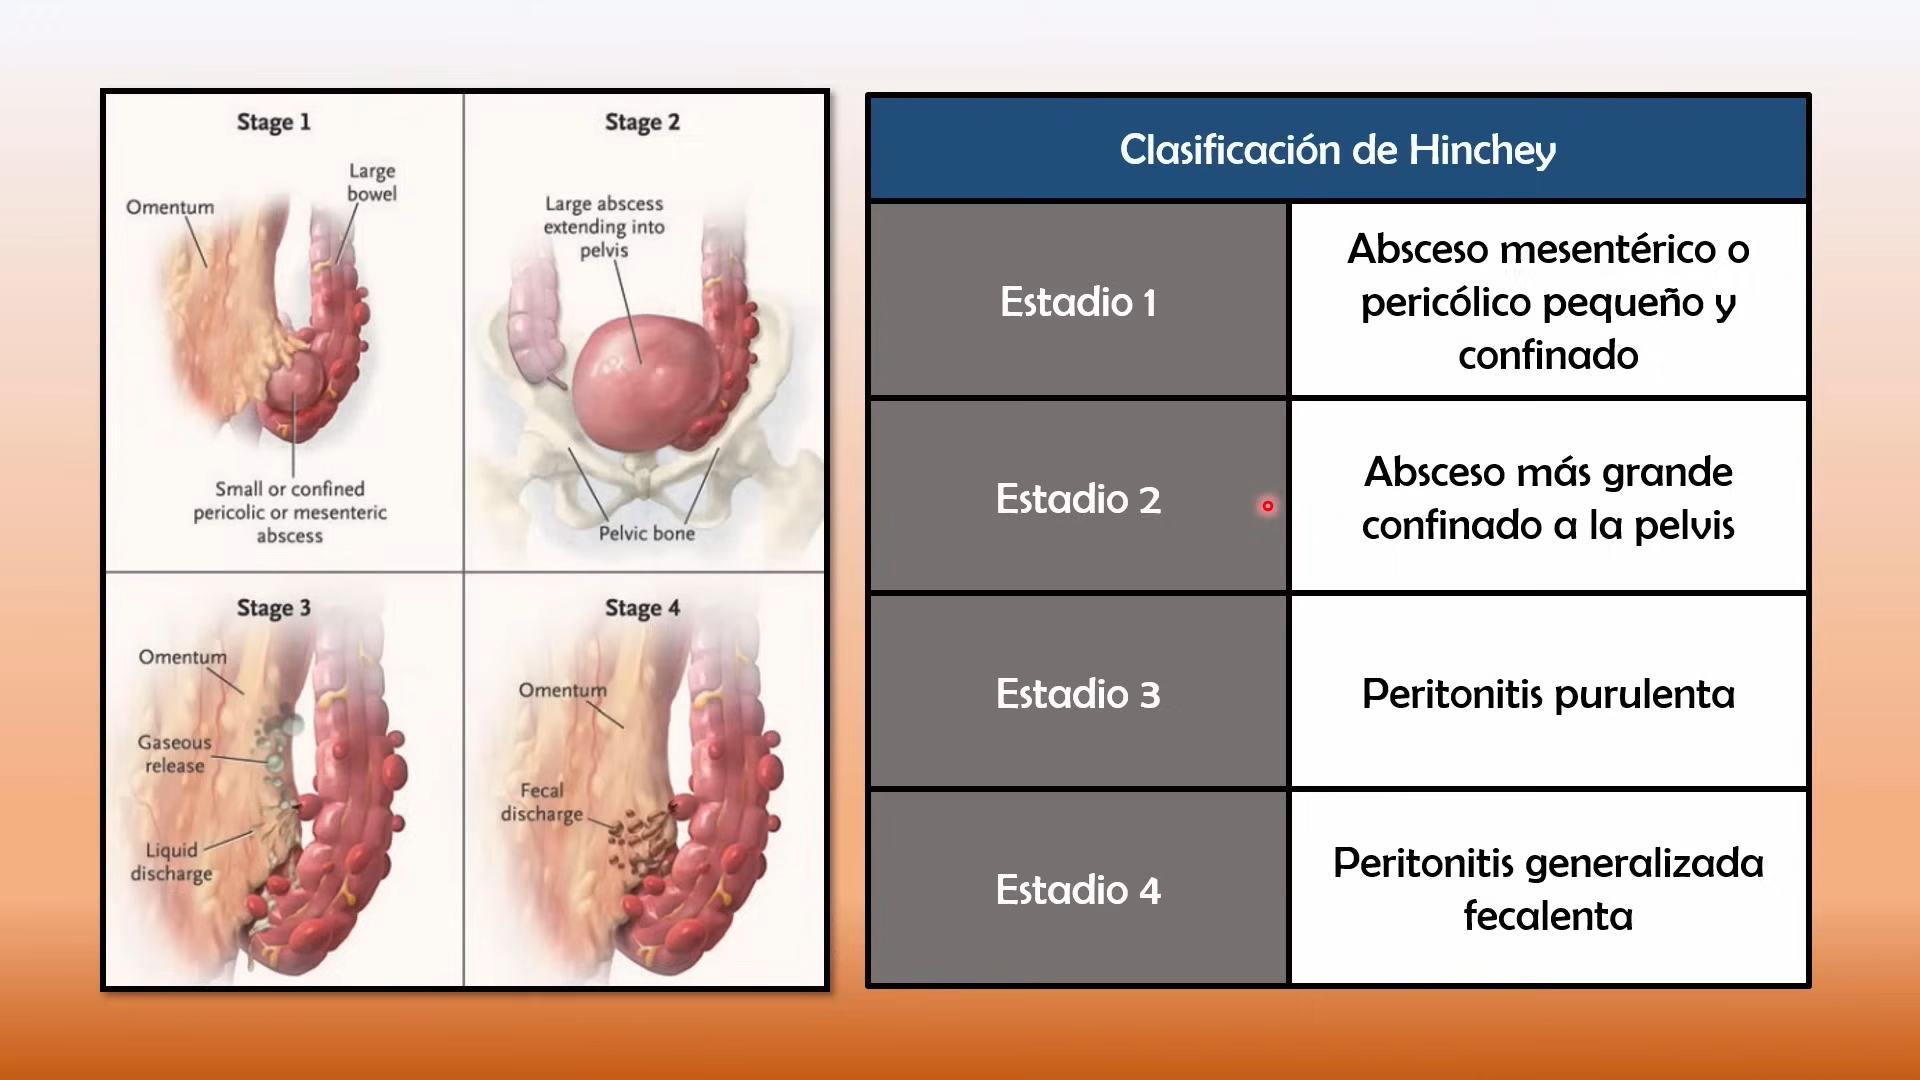 Stage 1
Large
bowel
Omentum
Small or confined
pericolic or mesenteric
abscess
Stage 2
Large abscess
extending into
pelvis
Pelvic bone
Stage 3
Omentum
Gaseous
release
Liquid
discharge
Stage 4
Omentum
Fecal
discharge
Clasificación de Hinchey
Estadio 1
Absceso mesentérico o
pericólico pequeño y
confinado
Estadio 2
Absceso más grande
confinado a la pelvis
Estadio 3
Peritonitis purulenta
Estadio 4
Peritonitis generalizada
fecalenta